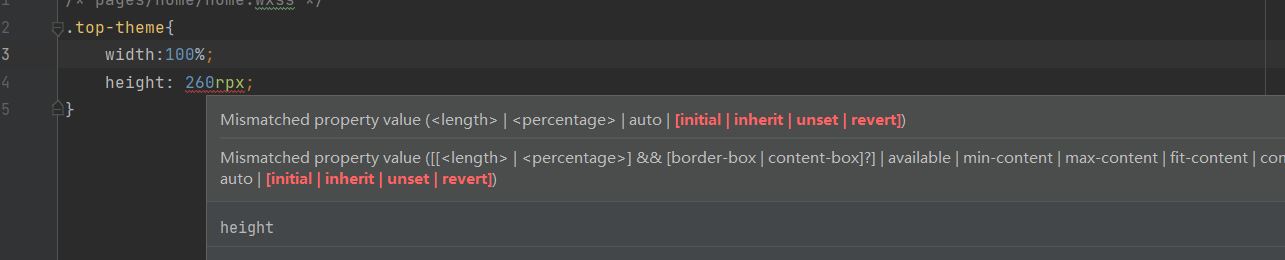 1 /* pages/home/home.wxss */
2 .top-theme{
3 width:100%;
4 height: 260rpx;
5 }
Mismatched property value (<length> | <percentage> | auto | [initial | inherit | unset | revert])
Mismatched property value ([[<length> | <percentage>] && [border-box | content-box]?] | available | min-content | max-content | fit-content | con
auto | [initial | inherit | unset | revert])
height